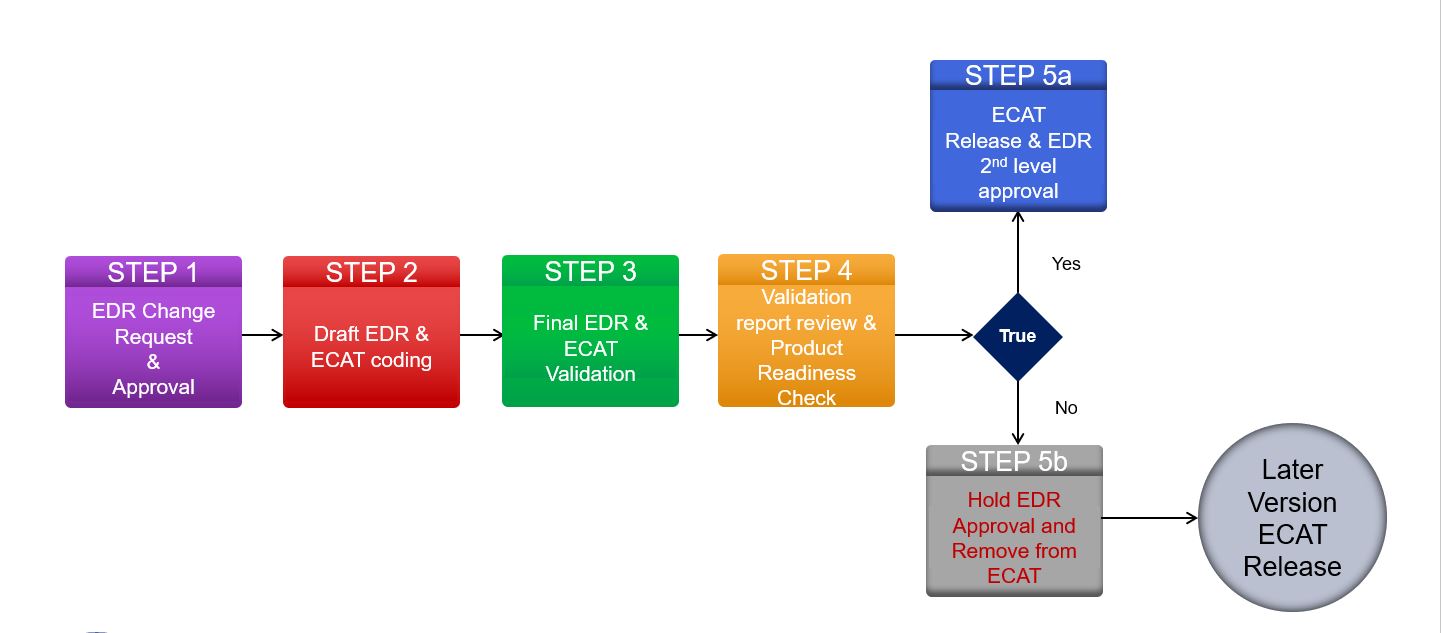 STEP 1
EDR Change
Request
&
Approval
STEP 2
Draft EDR &
ECAT coding
STEP 3
Final EDR &
ECAT
Validation
STEP 4
Validation
report review &
Product
Readiness
Check
True
Yes
STEP 5a
ECAT
Release & EDR
2nd level
approval
No
STEP 5b
Hold EDR
Approval and
Remove from
ECAT
Later
Version
ECAT
Release